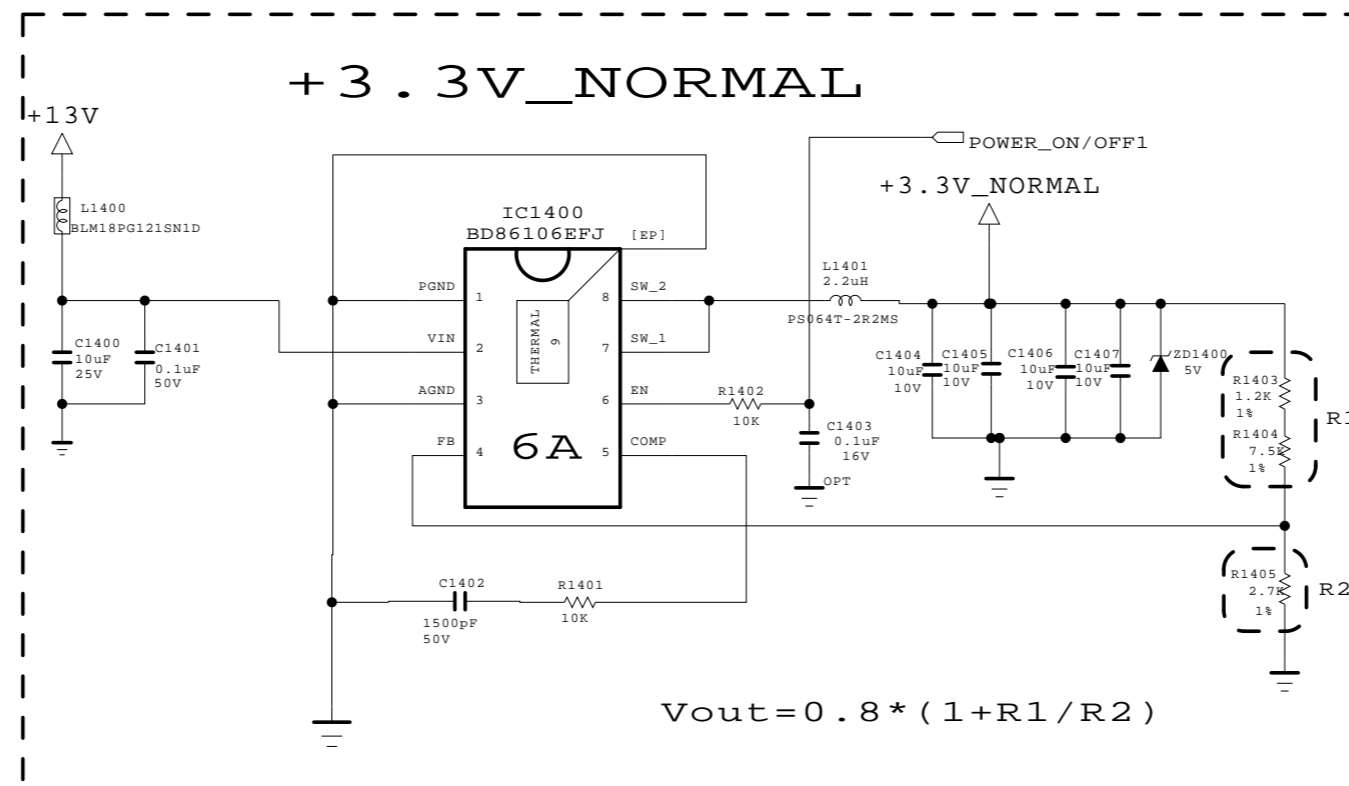 +3.3V_NORMAL
+13V
POWER_ON/OFF1
+3.3V_NORMAL
L1400
BLM18PG121SN1D
IC1400
BD86106EFJ
[EP]
L1401
2.2uH
PS064T-2R2MS
PGND
1
8
SW_2
VIN
2
7
SW_1
THERMAL
9
AGND
3
6
EN
FB
4
5
COMP
6A
C1400
10uF
25V
C1401
0.1uF
50V
R1402
10K
C1403
0.1uF
16V
OPT
C1404
10uF
10V
C1405
10uF
10V
C1406
10uF
10V
C1407
10uF
10V
ZD1400
5V
R1403
1.2K
1%
R1
R1404
7.5K
1%
C1402
1500pF
50V
R1401
10K
R1405
2.7K
1%
R2
Vout=0.8*(1+R1/R2)